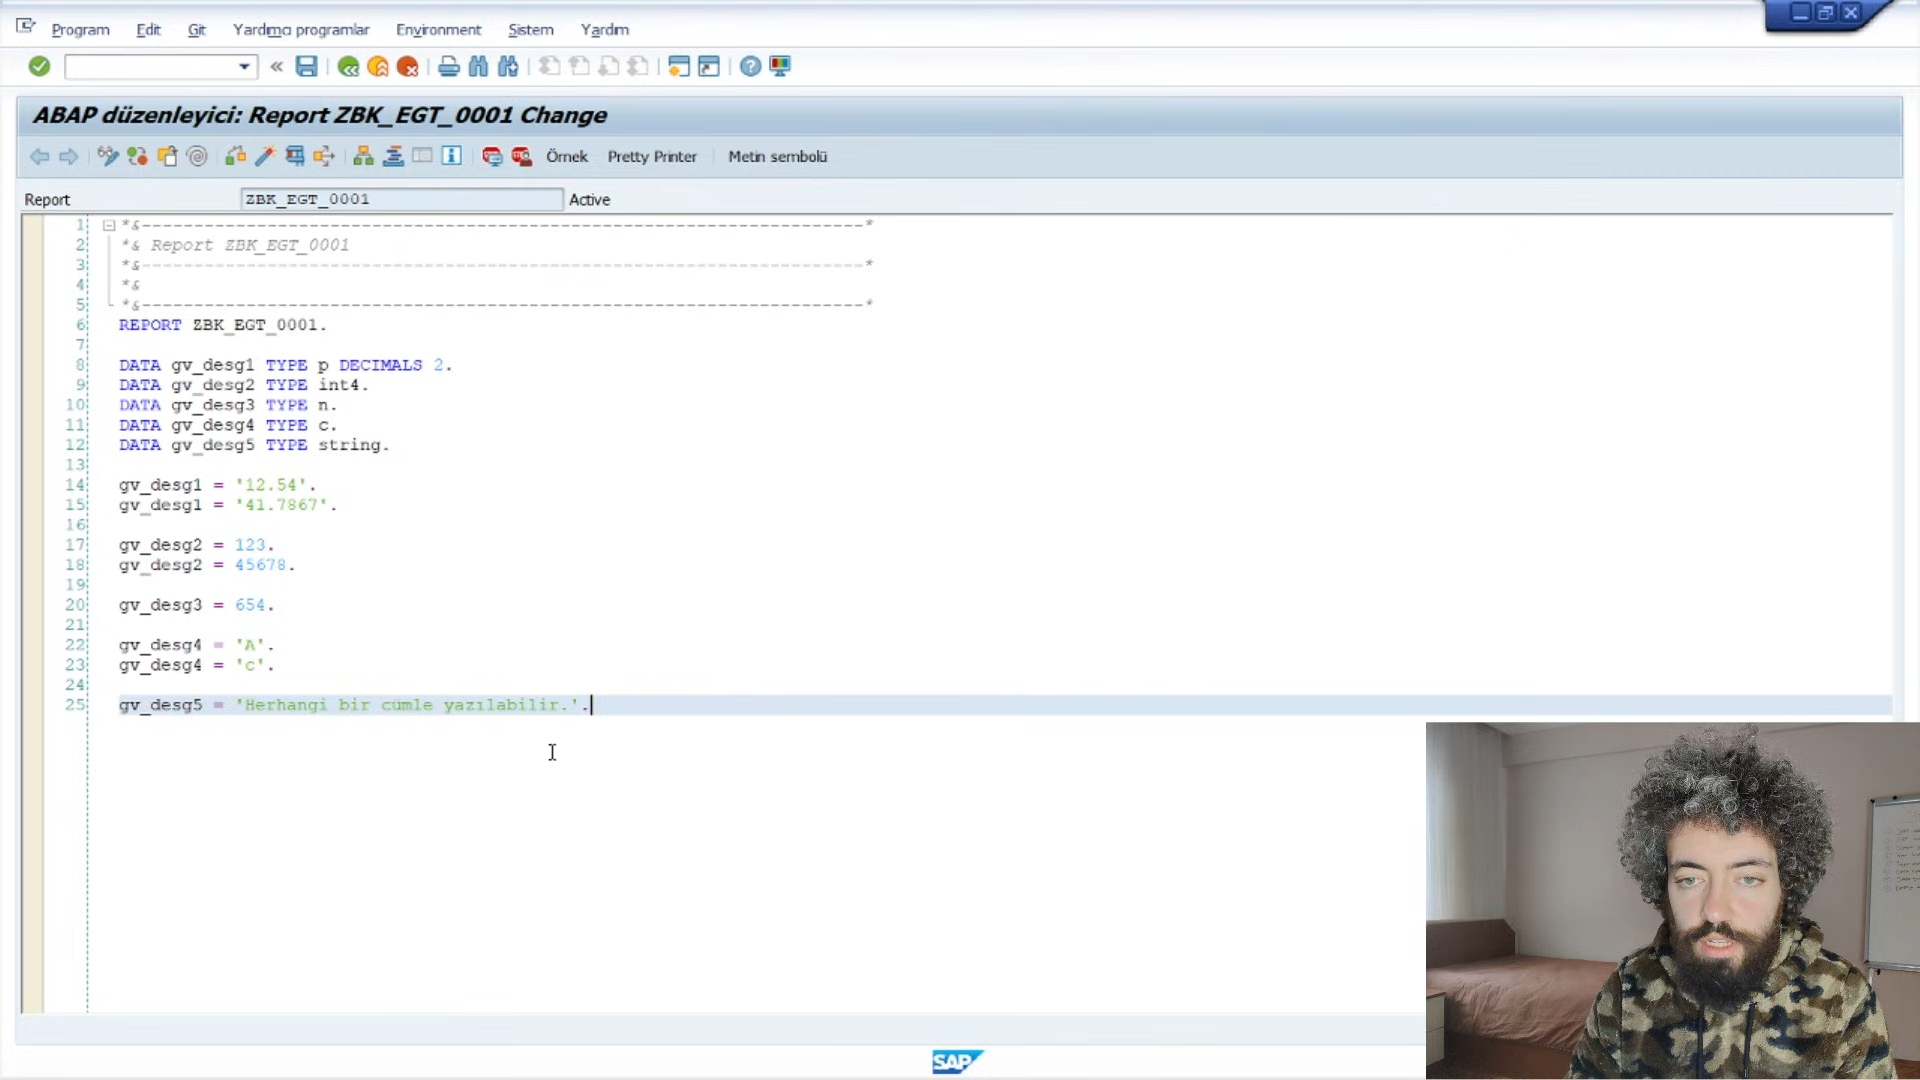 Program Edit Git Yardımcı programlar Environment Sistem Yardım
ABAP düzenleyici: Report ZBK_EGT_0001 Change
Örnek Pretty Printer Metin sembolü
Report ZBK_EGT_0001 Active
1 *&---------------------------------------------------------------------*
2 *& Report ZBK_EGT_0001
3 *&---------------------------------------------------------------------*
4 *&
5 *&---------------------------------------------------------------------*
6 REPORT ZBK_EGT_0001.
7
8 DATA gv_desg1 TYPE p DECIMALS 2.
9 DATA gv_desg2 TYPE int4.
10 DATA gv_desg3 TYPE n.
11 DATA gv_desg4 TYPE c.
12 DATA gv_desg5 TYPE string.
13
14 gv_desg1 = '12.54'.
15 gv_desg1 = '41.7867'.
16
17 gv_desg2 = 123.
18 gv_desg2 = 45678.
19
20 gv_desg3 = 654.
21
22 gv_desg4 = 'A'.
23 gv_desg4 = 'c'.
24
25 gv_desg5 = 'Herhangi bir cümle yazılabilir.'.
SAP